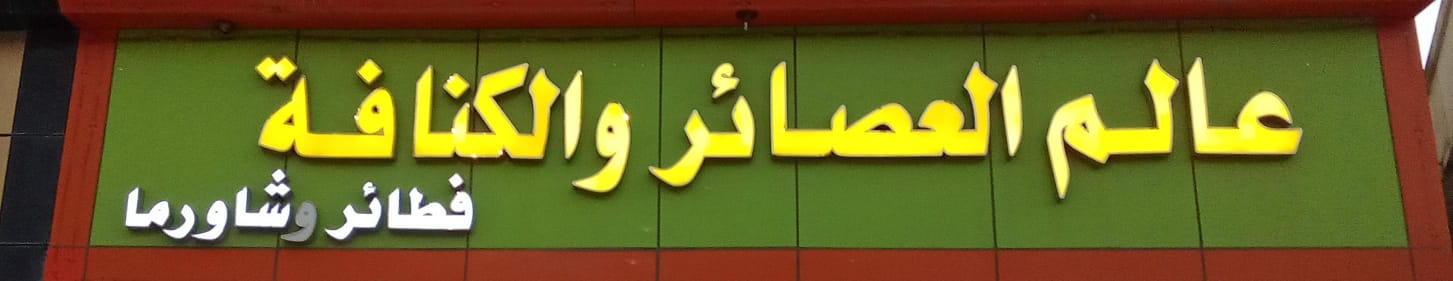 عالم العصائر والكنافة
فطائر وشاورما